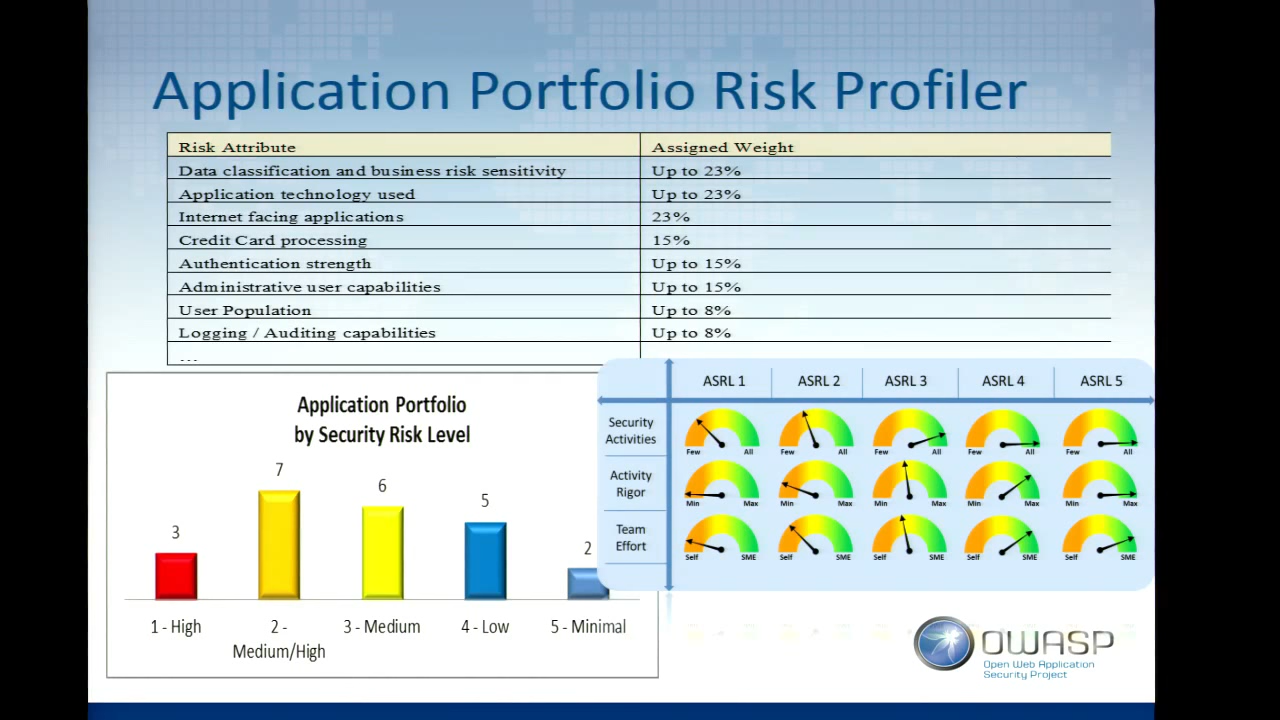 Application Portfolio Risk Profiler
Risk Attribute Assigned Weight
Data classification and business risk sensitivity Up to 23%
Application technology used Up to 23%
Internet facing applications 23%
Credit Card processing 15%
Authentication strength Up to 15%
Administrative user capabilities Up to 15%
User Population Up to 8%
Logging / Auditing capabilities Up to 8%
...
Application Portfolio
by Security Risk Level
3
7
6
5
2
1 - High
2 -
Medium/High
3 - Medium
4 - Low
5 - Minimal
ASRL 1 ASRL 2 ASRL 3 ASRL 4 ASRL 5
Security
Activities
Few All Few All Few All Few All Few All
Activity
Rigor
Min Max Min Max Min Max Min Max Min Max
Team
Effort
Self SME Self SME Self SME Self SME Self SME
OWASP
Open Web Application
Security Project